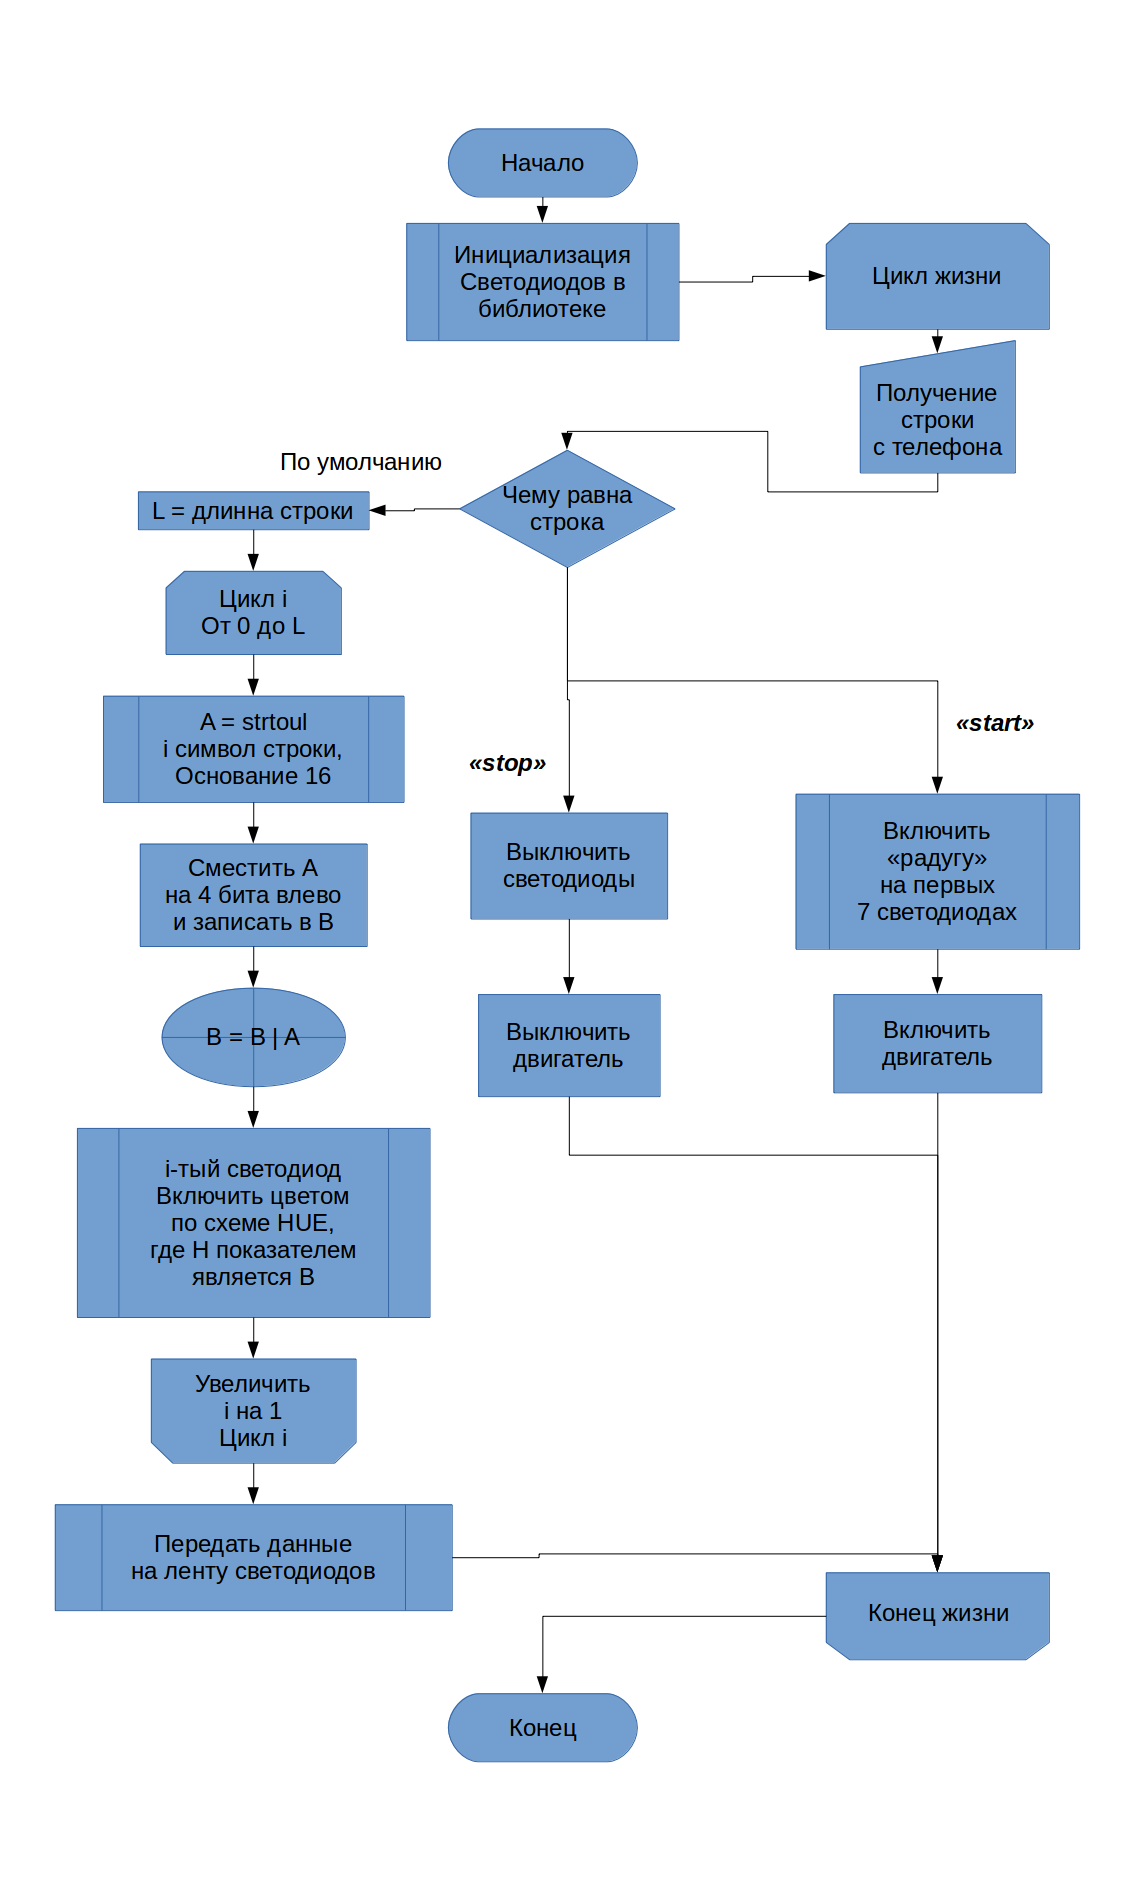 Начало
Инициализация
Светодиодов в
библиотеке
Цикл жизни
Получение
строки
с телефона
Чему равна
строка
По умолчанию
L = длинна строки
Цикл i
От 0 до L
A = strtoul
i символ строки,
Основание 16
Сместить A
на 4 бита влево
и записать в B
B = B | A
i-тый светодиод
Включить цветом
по схеме HUE,
где H показателем
является B
Увеличить
i на 1
Цикл i
Передать данные
на ленту светодиодов
«stop»
Выключить
светодиоды
Выключить
двигатель
«start»
Включить
«радугу»
на первых
7 светодиодах
Включить
двигатель
Конец жизни
Конец